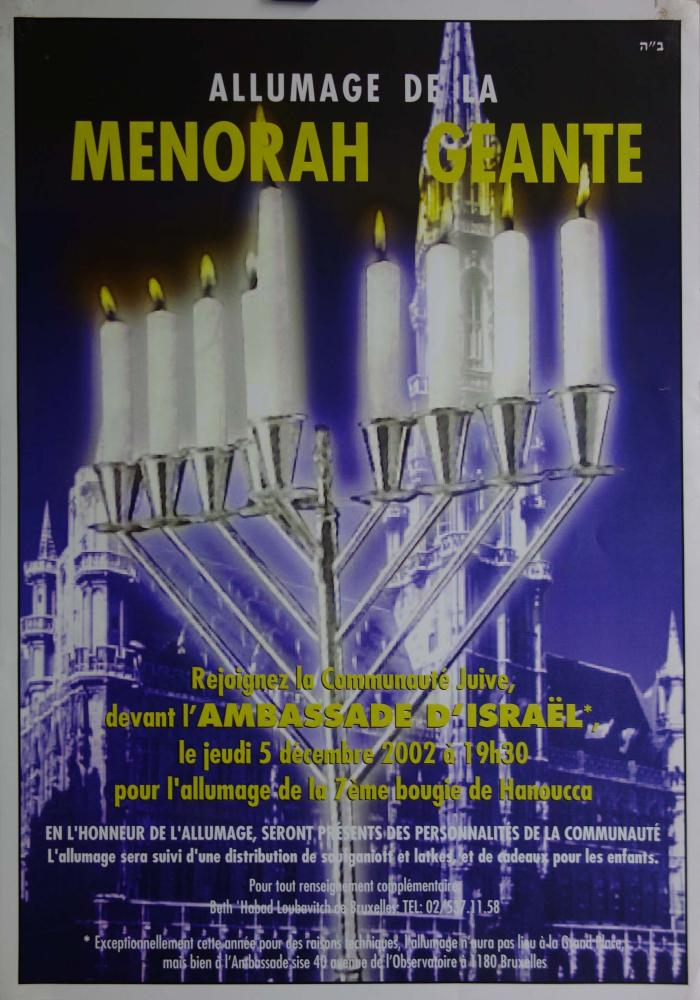 ב"ה
ALLUMAGE DE LA
MENORAH GEANTE
Rejoignez la Communauté Juive,
devant l'AMBASSADE D'ISRAËL*,
le jeudi 5 décembre 2002 à 19h30
pour l'allumage de la 7ème bougie de Hanoucca
EN L'HONNEUR DE L'ALLUMAGE, SERONT PRÉSENTS DES PERSONNALITÉS DE LA COMMUNAUTÉ
L'allumage sera suivi d'une distribution de soufganioth et latkés, et de cadeaux pour les enfants.
Pour tout renseignement complémentaire
Beth 'Habad Loubavitch de Bruxelles: TEL: 02/537.11.58
* Exceptionnellement cette année pour des raisons techniques, l'allumage n'aura pas lieu à la Grand Place,
mais bien à l'Ambassade sise 40 avenue de l'Observatoire à 1180 Bruxelles